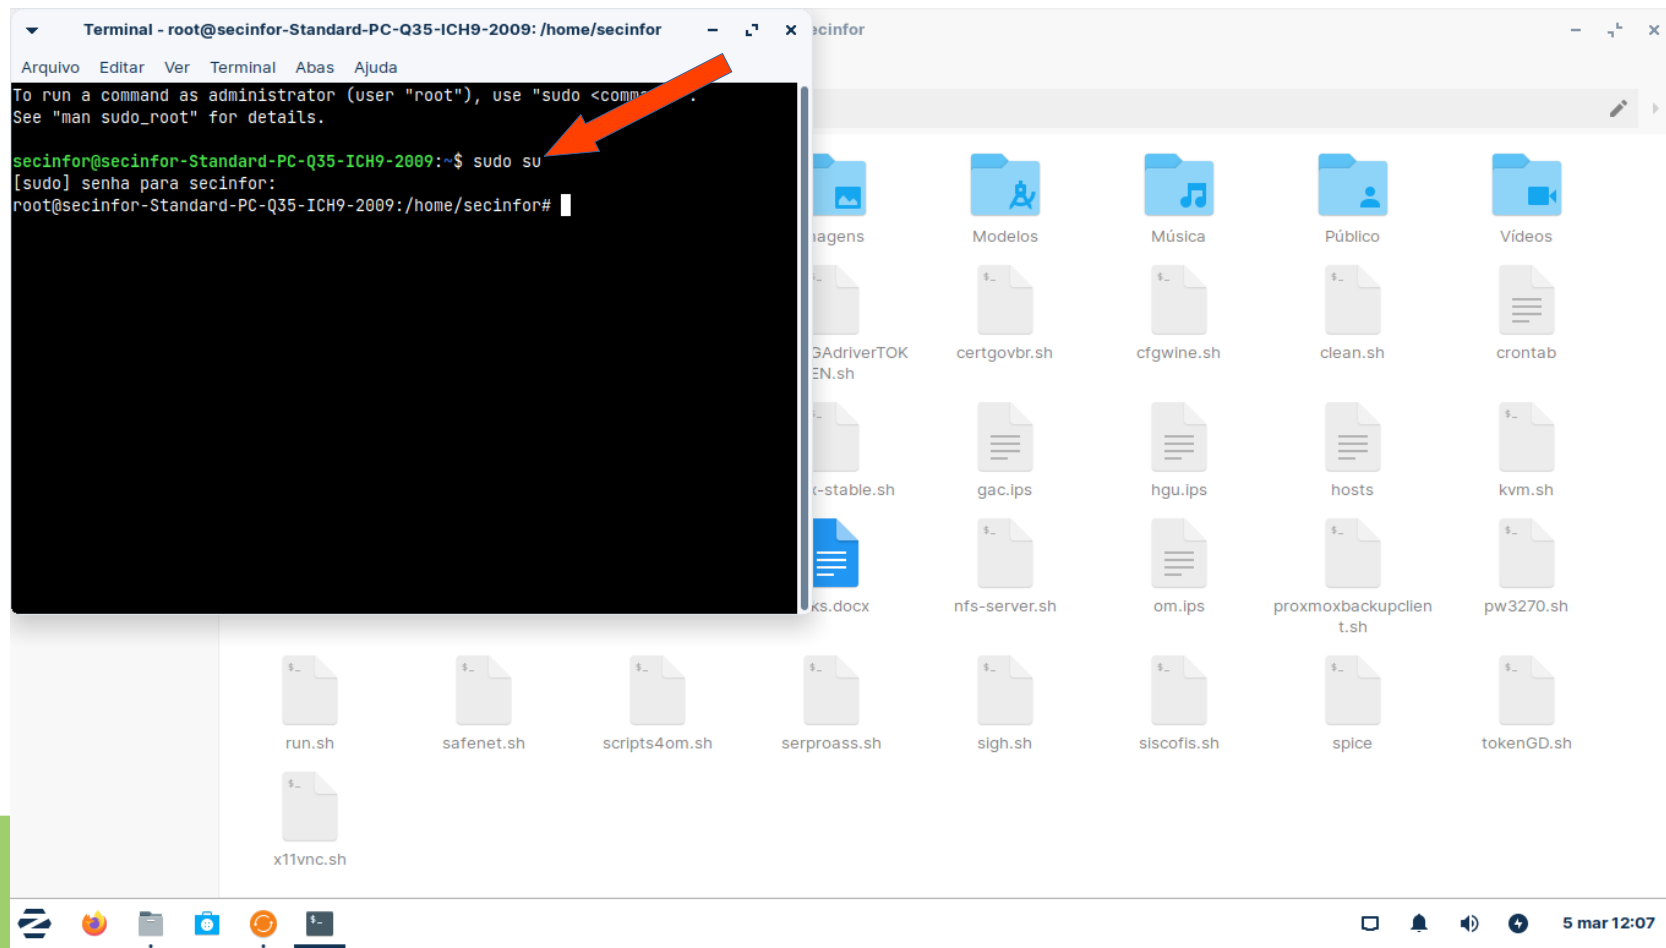 Terminal - root@secinfor-Standard-PC-Q35-ICH9-2009: /home/secinfor
Arquivo Editar Ver Terminal Abas Ajuda
To run a command as administrator (user "root"), use "sudo
See "man sudo_root" for details.
secinfor@secinfor-Standard-PC-Q35-ICH9-2009:~$ sudo su
[sudo] senha para secinfor:
root@secinfor-Standard-PC-Q35-ICH9-2009:/home/secinfor#
Modelos Música Público Vídeos
certgovbr.sh cfgwine.sh clean.sh crontab
EN.sh
-stable.sh gac.ips hgu.ips hosts kvm.sh
.docx nfs-server.sh om.ips proxmoxbackupclien pw3270.sh
t.sh
run.sh safenet.sh scripts4om.sh serproass.sh sigh.sh siscofis.sh spice tokenGD.sh
x11vnc.sh
5 mar 12:07